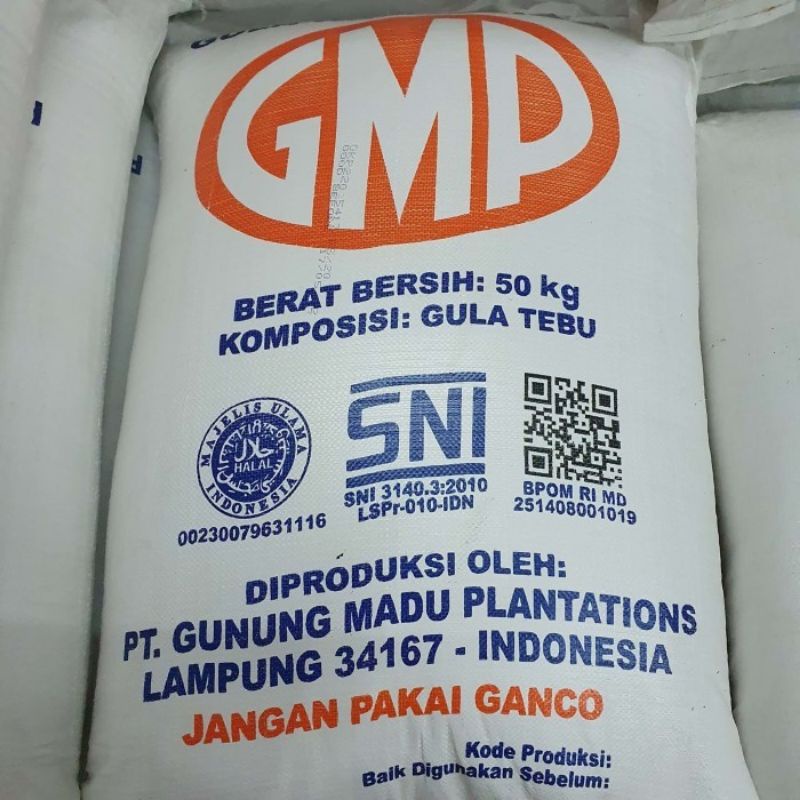 GMP
BERAT BERSIH: 50 kg
KOMPOSISI: GULA TEBU
MAJELIS ULAMA
حلال
HALAL
INDONESIA
00230079631116
SNI
SNI 3140.3:2010
LSPr-010-IDN
BPOM RI MD
251408001019
DIPRODUKSI OLEH:
PT. GUNUNG MADU PLANTATIONS
LAMPUNG 34167 - INDONESIA
JANGAN PAKAI GANCO
Kode Produksi:
Baik Digunakan Sebelum: